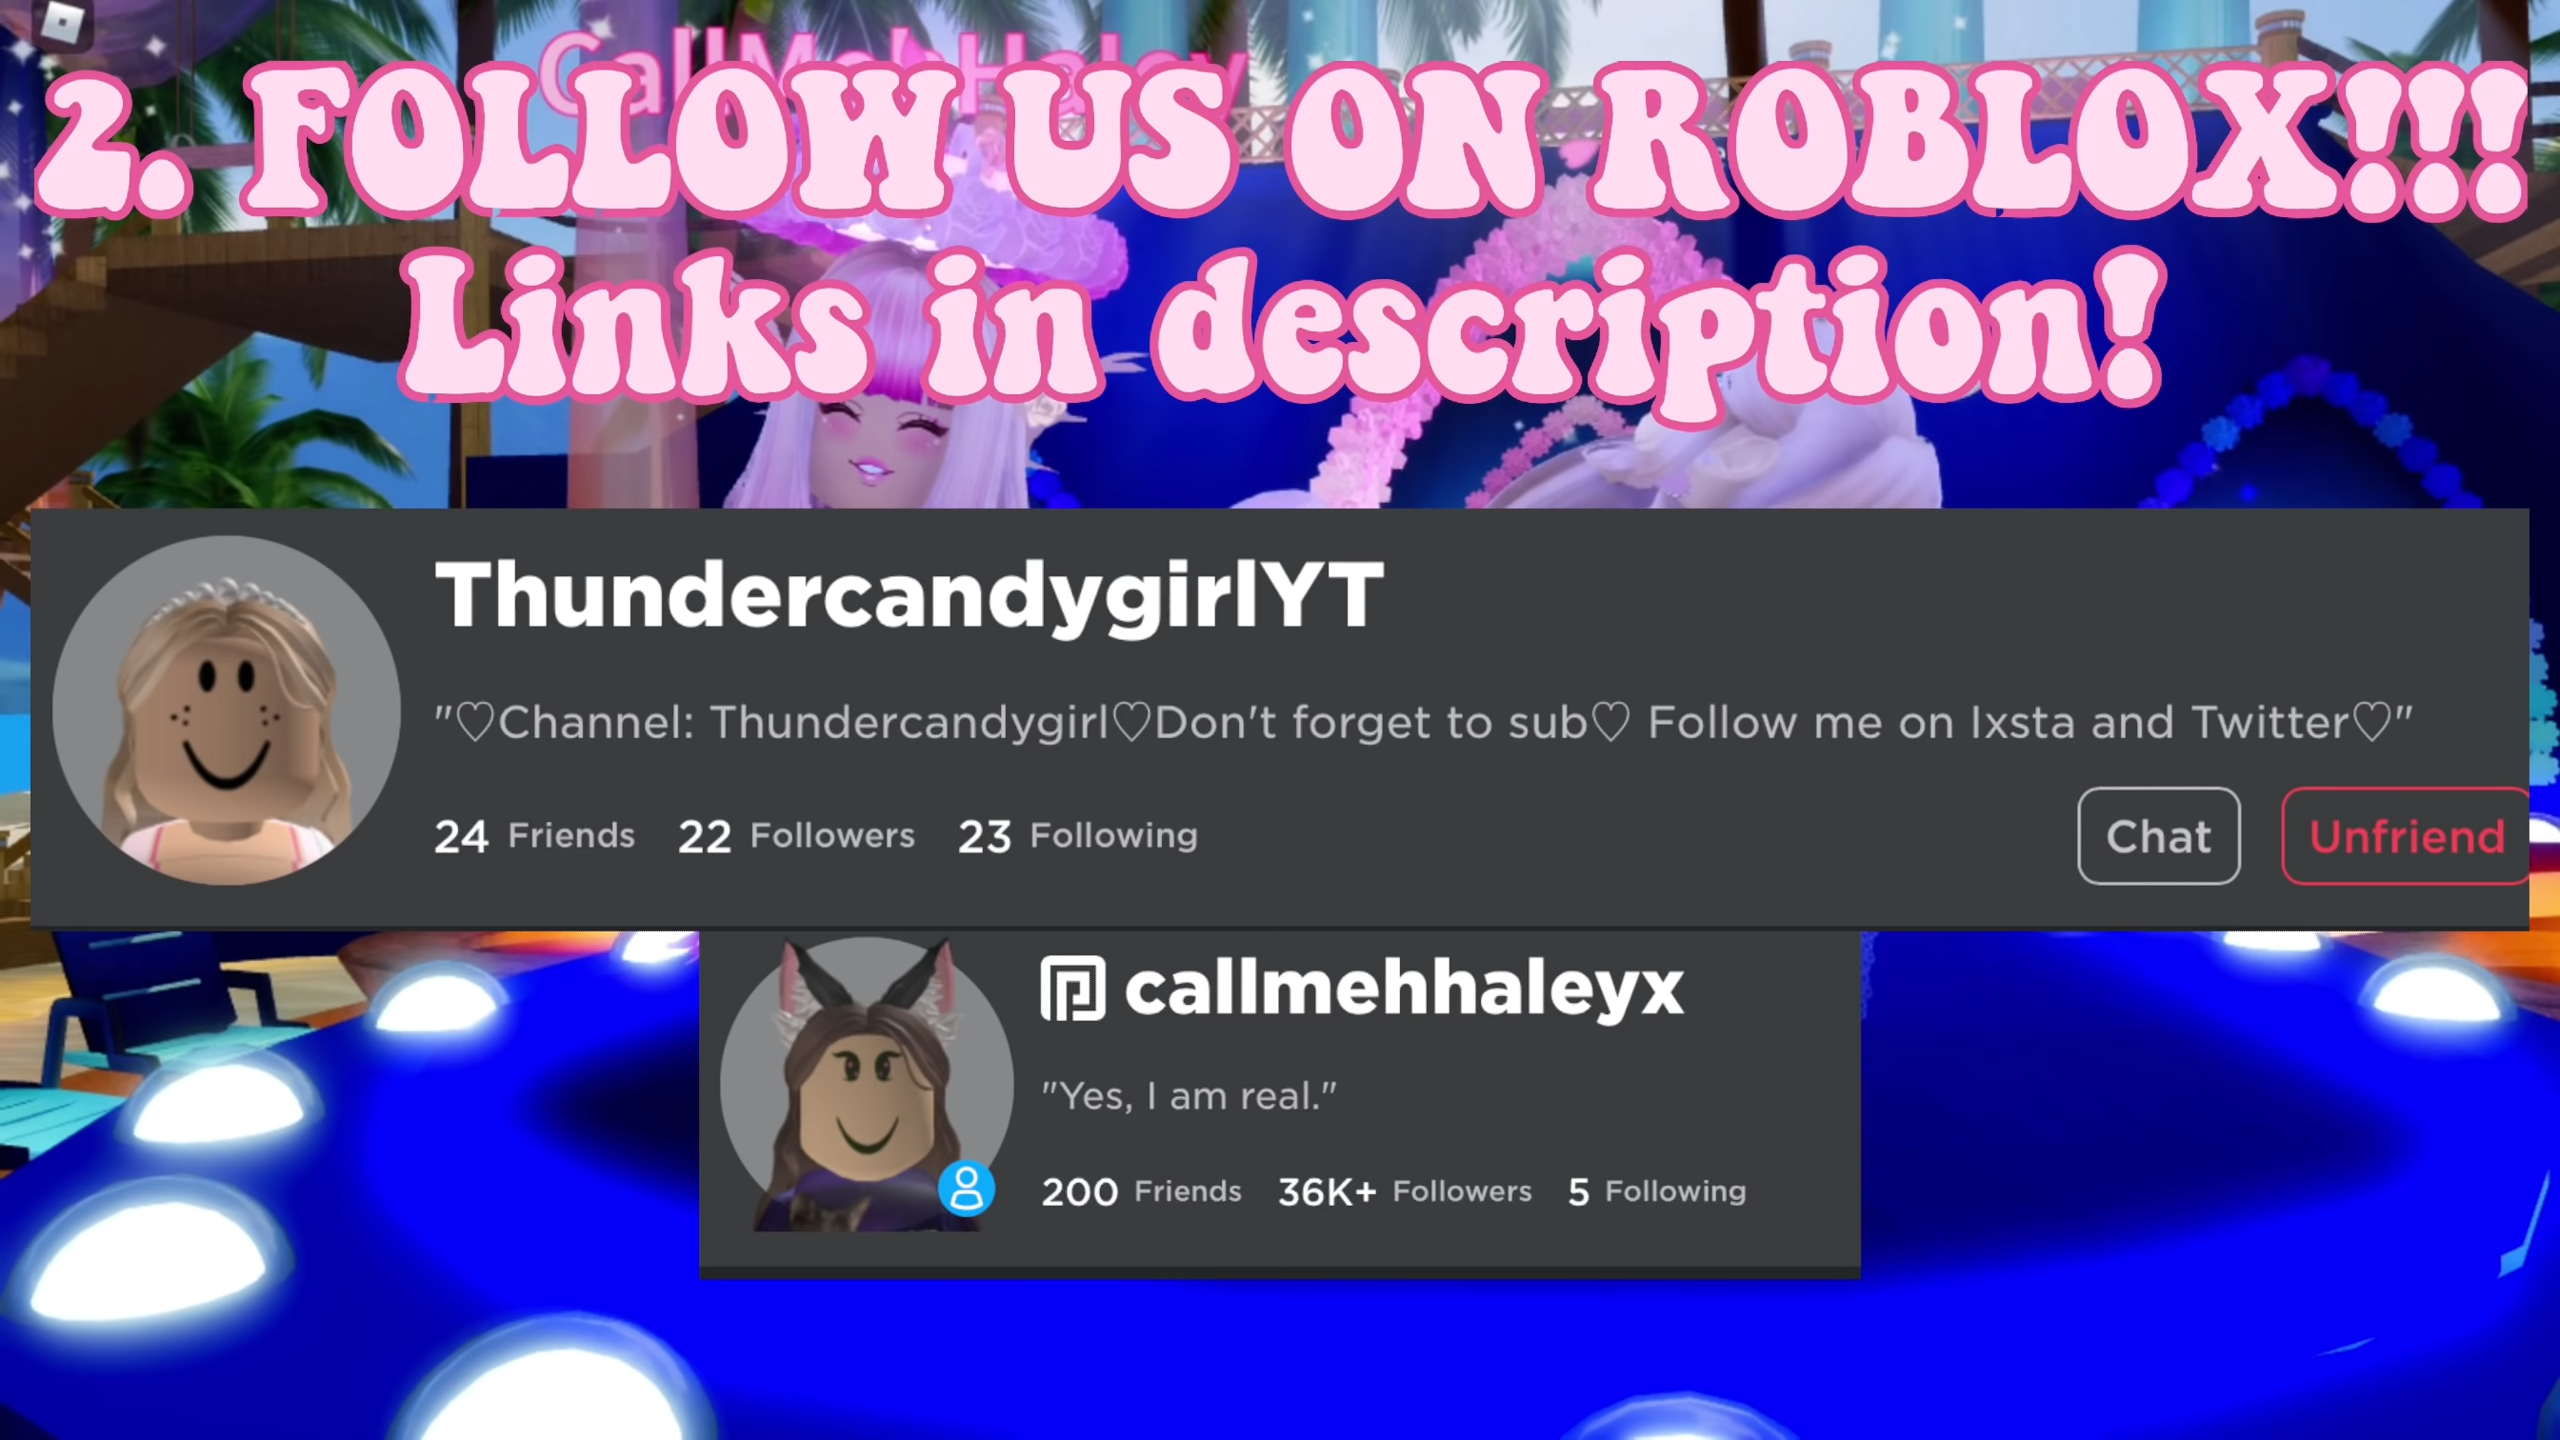 CallMehHaley
2. FOLLOW US ON ROBLOX!!!
Links in description!
ThundercandygirlYT
"♡Channel: Thundercandygirl♡Don't forget to sub♡ Follow me on Ixsta and Twitter♡"
24 Friends 22 Followers 23 Following
Chat Unfriend
callmehhaleyx
"Yes, I am real."
200 Friends 36K+ Followers 5 Following